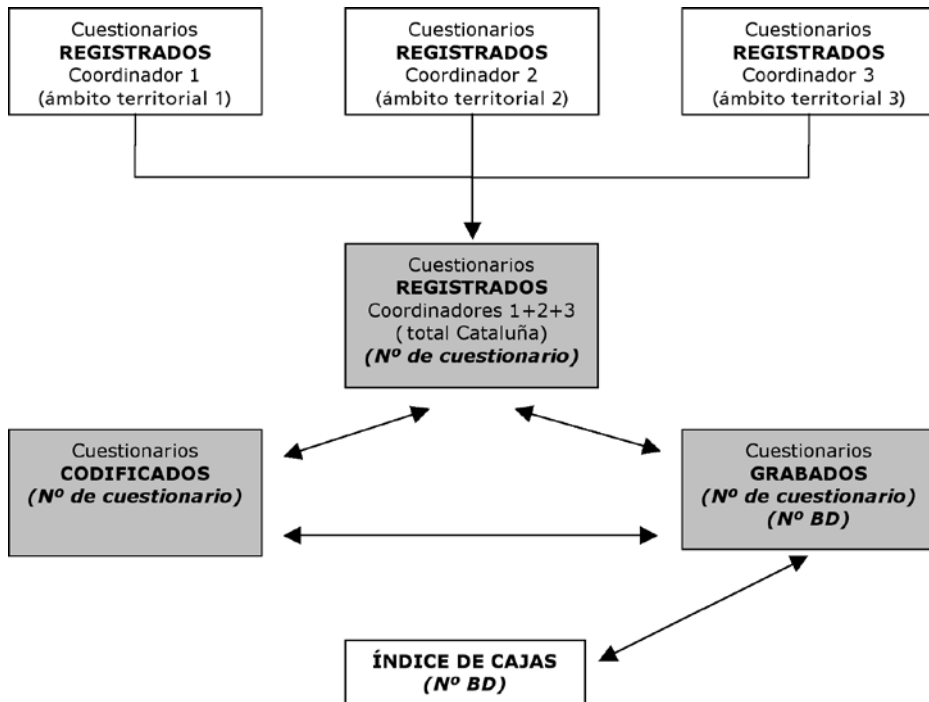 Cuestionarios
REGISTRADOS
Coordinador 1
(ámbito territorial 1)
Cuestionarios
REGISTRADOS
Coordinador 2
(ámbito territorial 2)
Cuestionarios
REGISTRADOS
Coordinador 3
(ámbito territorial 3)
Cuestionarios
REGISTRADOS
Coordinadores 1+2+3
( total Cataluña)
(Nº de cuestionario)
Cuestionarios
CODIFICADOS
(Nº de cuestionario)
Cuestionarios
GRABADOS
(Nº de cuestionario)
(Nº BD)
ÍNDICE DE CAJAS
(Nº BD)